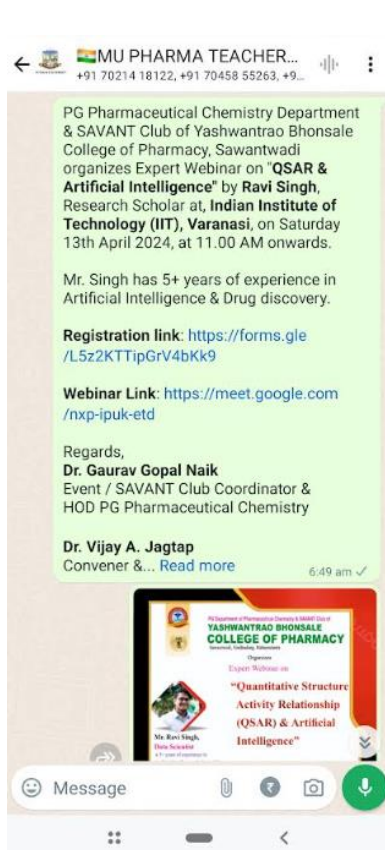 MU PHARMA TEACHER...
+91 70214 18122, +91 70458 55263, +9...
PG Pharmaceutical Chemistry Department
& SAVANT Club of Yashwantrao Bhonsale
College of Pharmacy, Sawantwadi
organizes Expert Webinar on "QSAR &
Artificial Intelligence" by Ravi Singh,
Research Scholar at, Indian Institute of
Technology (IIT), Varanasi, on Saturday
13th April 2024, at 11.00 AM onwards.
Mr. Singh has 5+ years of experience in
Artificial Intelligence & Drug discovery.
Registration link: https://forms.gle
/L5z2KTTipGrV4bKk9
Webinar Link: https://meet.google.com
/nxp-ipuk-etd
Regards,
Dr. Gaurav Gopal Naik
Event / SAVANT Club Coordinator &
HOD PG Pharmaceutical Chemistry
Dr. Vijay A. Jagtap
Convener &... Read more
6:49 am
PG Department of Pharmaceutical Chemistry & SAVANT Club of
YASHWANTRAO BHONSALE
COLLEGE OF PHARMACY
Organizes
Expert Webinar on
"Quantitative Structure
Activity Relationship
(QSAR) & Artificial
Intelligence"
Mr. Ravi Singh,
Data Scientist
Message